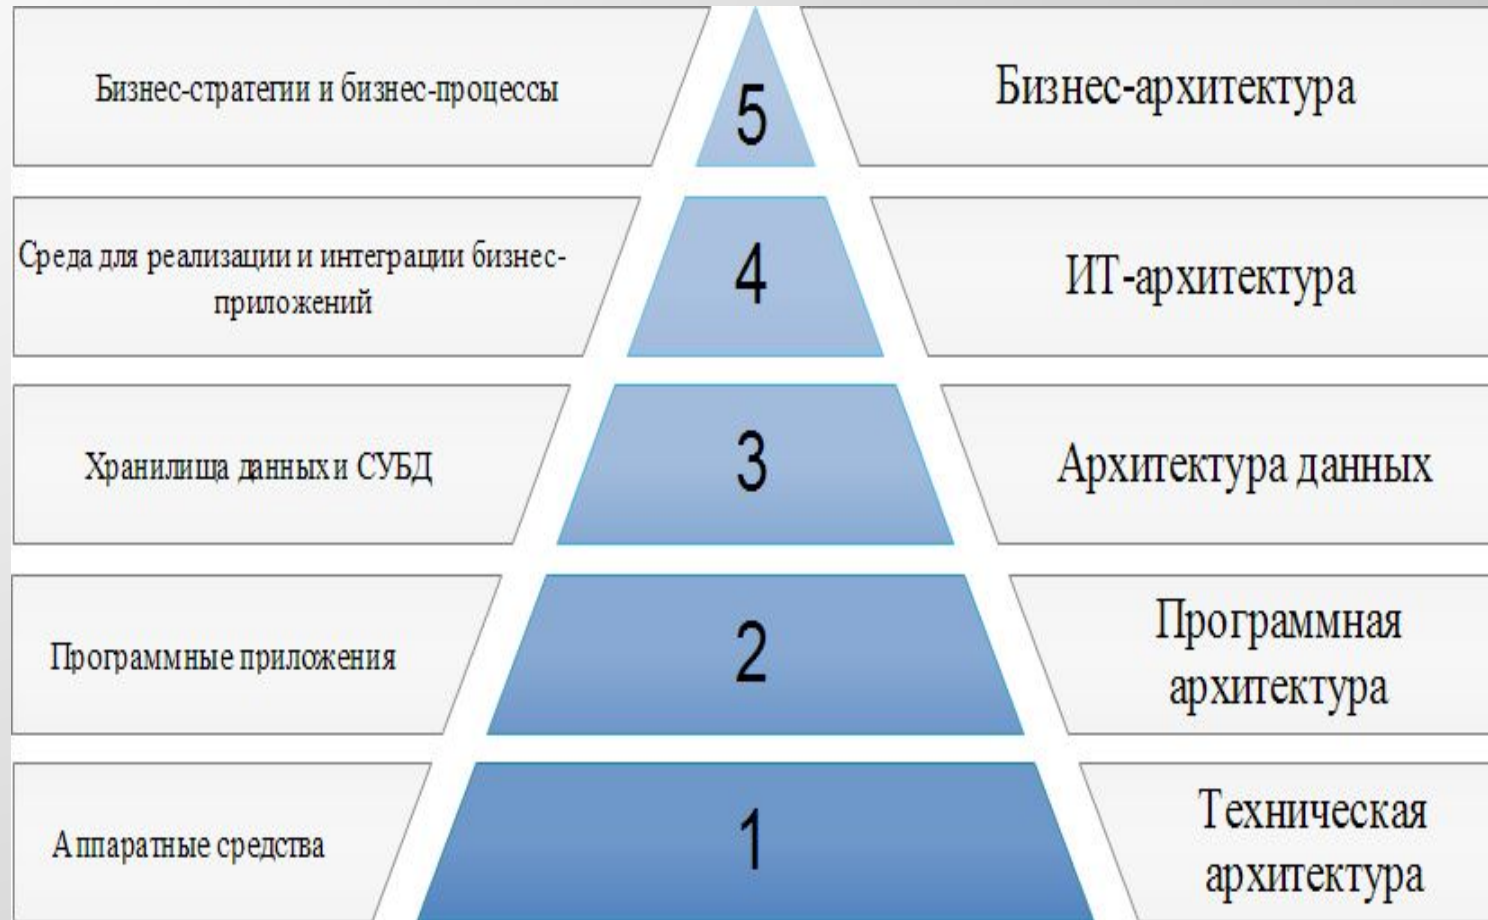 Бизнес-стратегии и бизнес-процессы
5
Бизнес-архитектура
Среда для реализации и интеграции бизнес-
приложений
4
ИТ-архитектура
Хранилища данных и СУБД
3
Архитектура данных
Программные приложения
2
Программная
архитектура
Аппаратные средства
1
Техническая
архитектура